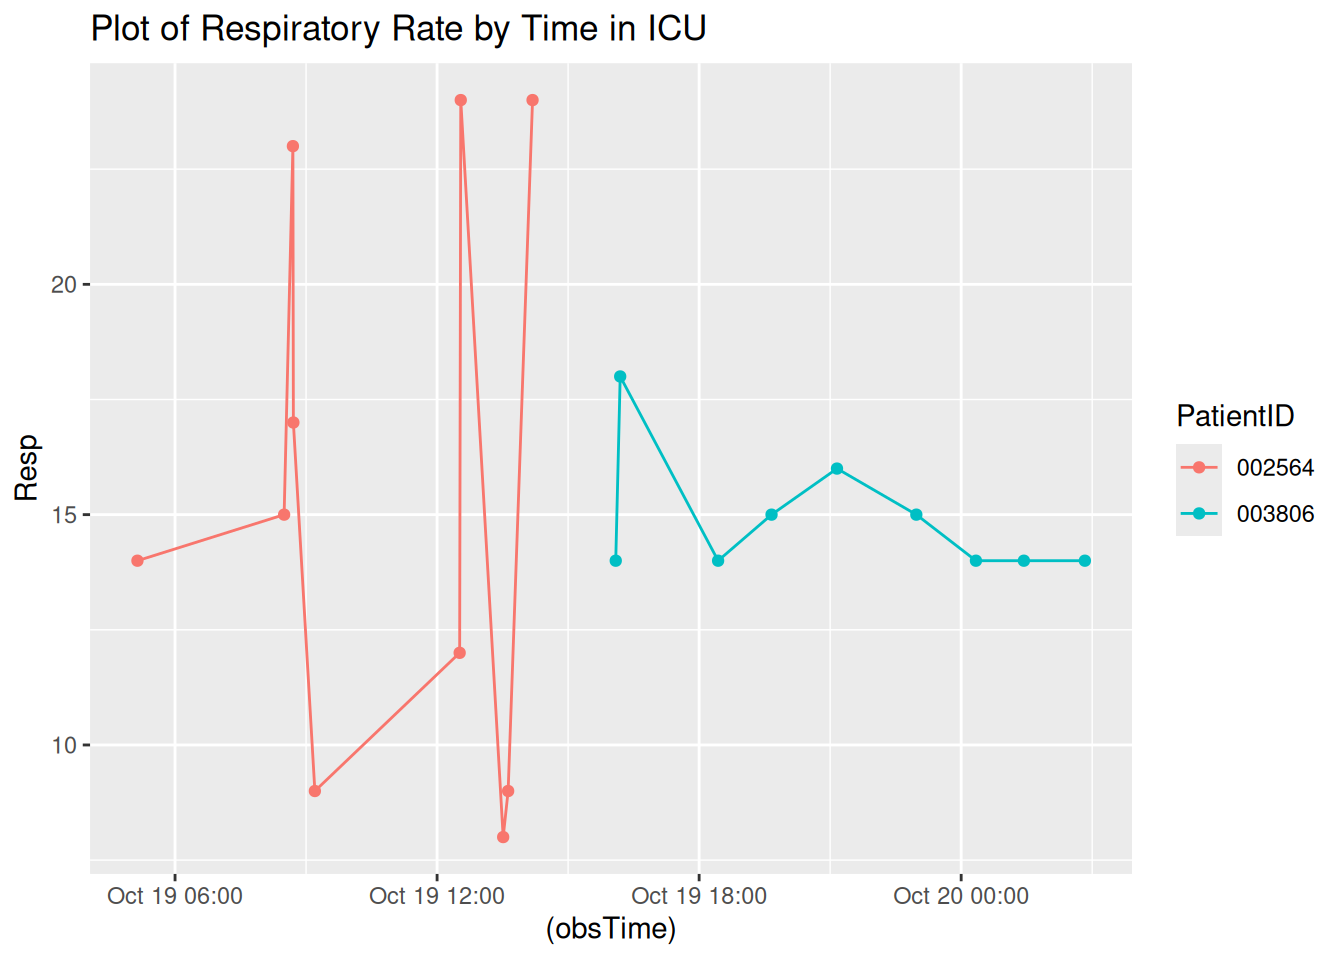 Plot of Respiratory Rate by Time in ICU
Resp
20
15
10
Oct 19 06:00
Oct 19 12:00
Oct 19 18:00
Oct 20 00:00
(obsTime)
PatientID
002564
003806